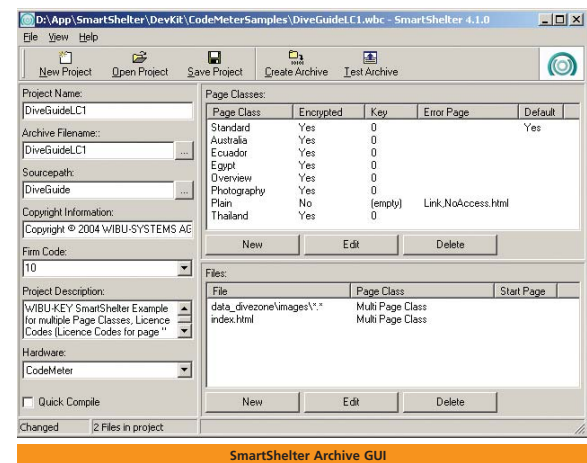 D:\App\SmartShelter\DevKit\CodeMeterSamples\DiveGuideLC1.wbc - SmartShelter 4.1.0
File View Help
New Project Open Project Save Project Create Archive Test Archive
Project Name:
DiveGuideLC1
Archive Filename::
DiveGuideLC1 ...
Sourcepath:
DiveGuide ...
Copyright Information:
Copyright © 2004 WIBU-SYSTEMS AG
Firm Code:
10
Project Description:
WIBU-KEY SmartShelter Example
for multiple Page Classes, Licence
Codes (Licence Codes for page "
Hardware:
CodeMeter
Quick Compile
Page Classes:
Page Class Encrypted Key Error Page Default
Standard Yes 0 Yes
Australia Yes 0
Ecuador Yes 0
Egypt Yes 0
Overview Yes 0
Photography Yes 0
Plain No (empty) Link,NoAccess.html
Thailand Yes 0
New Edit Delete
Files:
File Page Class Start Page
data_divezone\images\*.* Multi Page Class
index.html Multi Page Class
New Edit Delete
Changed 2 Files in project
SmartShelter Archive GUI